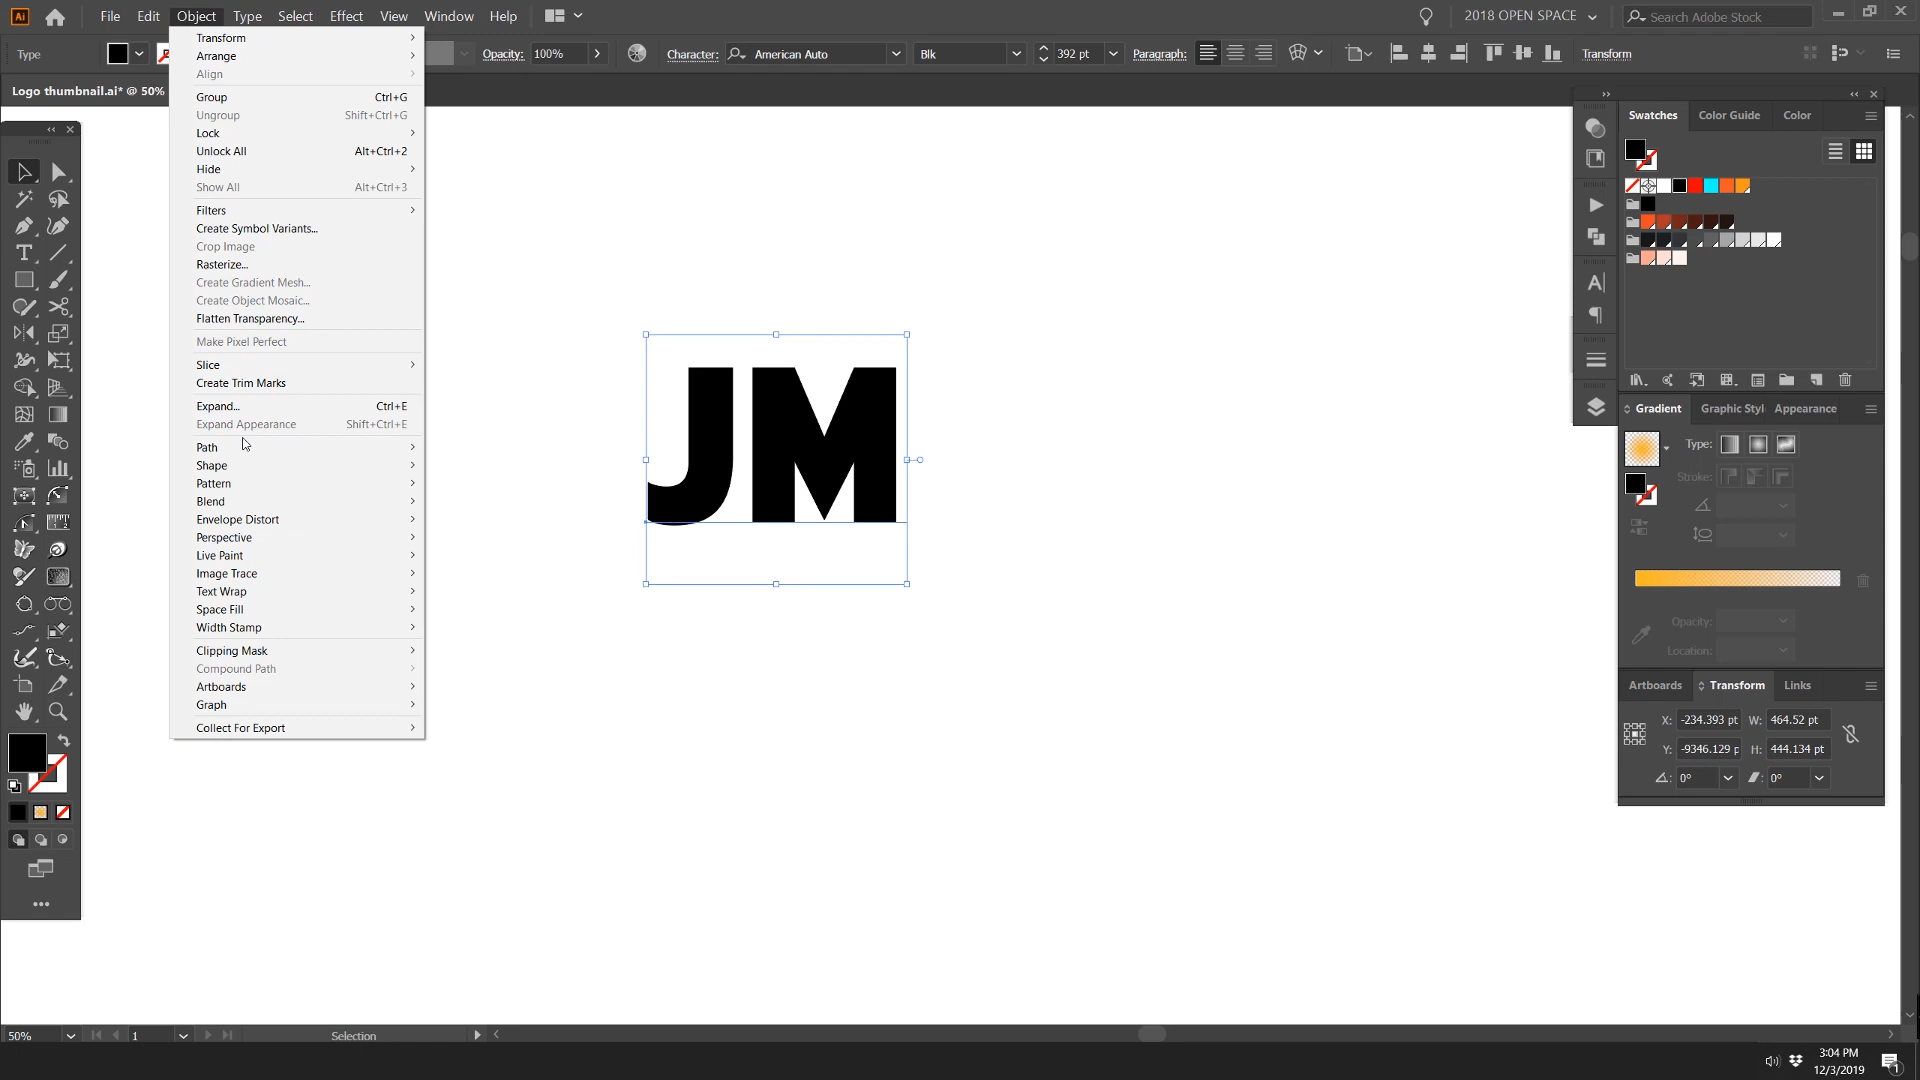 Ai File Edit Object Type Select Effect View Window Help 2018 OPEN SPACE Search Adobe Stock
Type Opacity: 100% Character: American Auto Blk 392 pt Paragraph: Transform
Logo thumbnail.ai* @ 50%
Transform
Arrange
Align
Group Ctrl+G
Ungroup Shift+Ctrl+G
Lock
Unlock All Alt+Ctrl+2
Hide
Show All Alt+Ctrl+3
Filters
Create Symbol Variants...
Crop Image
Rasterize...
Create Gradient Mesh...
Create Object Mosaic...
Flatten Transparency...
Make Pixel Perfect
Slice
Create Trim Marks
Expand... Ctrl+E
Expand Appearance Shift+Ctrl+E
Path
Shape
Pattern
Blend
Envelope Distort
Perspective
Live Paint
Image Trace
Text Wrap
Space Fill
Width Stamp
Clipping Mask
Compound Path
Artboards
Graph
Collect For Export
JM
Swatches Color Guide Color
Gradient Graphic Styl Appearance
Type:
Stroke:
Opacity:
Location:
Artboards Transform Links
X: -234.393 pt W: 464.52 pt
Y: -9346.129 p H: 444.134 pt
0° 0°
50% 1 Selection
3:04 PM
12/3/2019
1